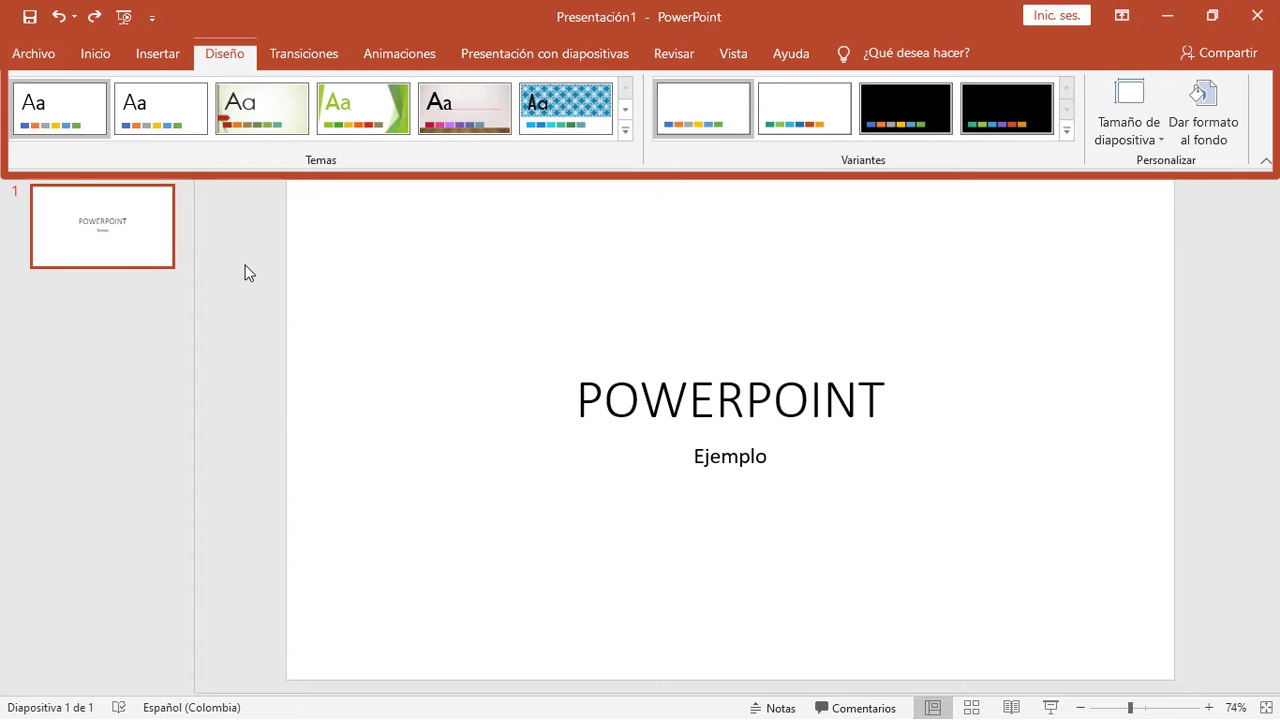 Presentación1 - PowerPoint
Inic. ses.
Archivo Inicio Insertar Diseño Transiciones Animaciones Presentación con diapositivas Revisar Vista Ayuda ¿Qué desea hacer? Compartir
Aa Aa Aa Aa Aa Aa
Tamaño de diapositiva
Dar formato al fondo
Temas Variantes Personalizar
1
POWERPOINT
Ejemplo
POWERPOINT
Ejemplo
Diapositiva 1 de 1 Español (Colombia) Notas Comentarios 74%